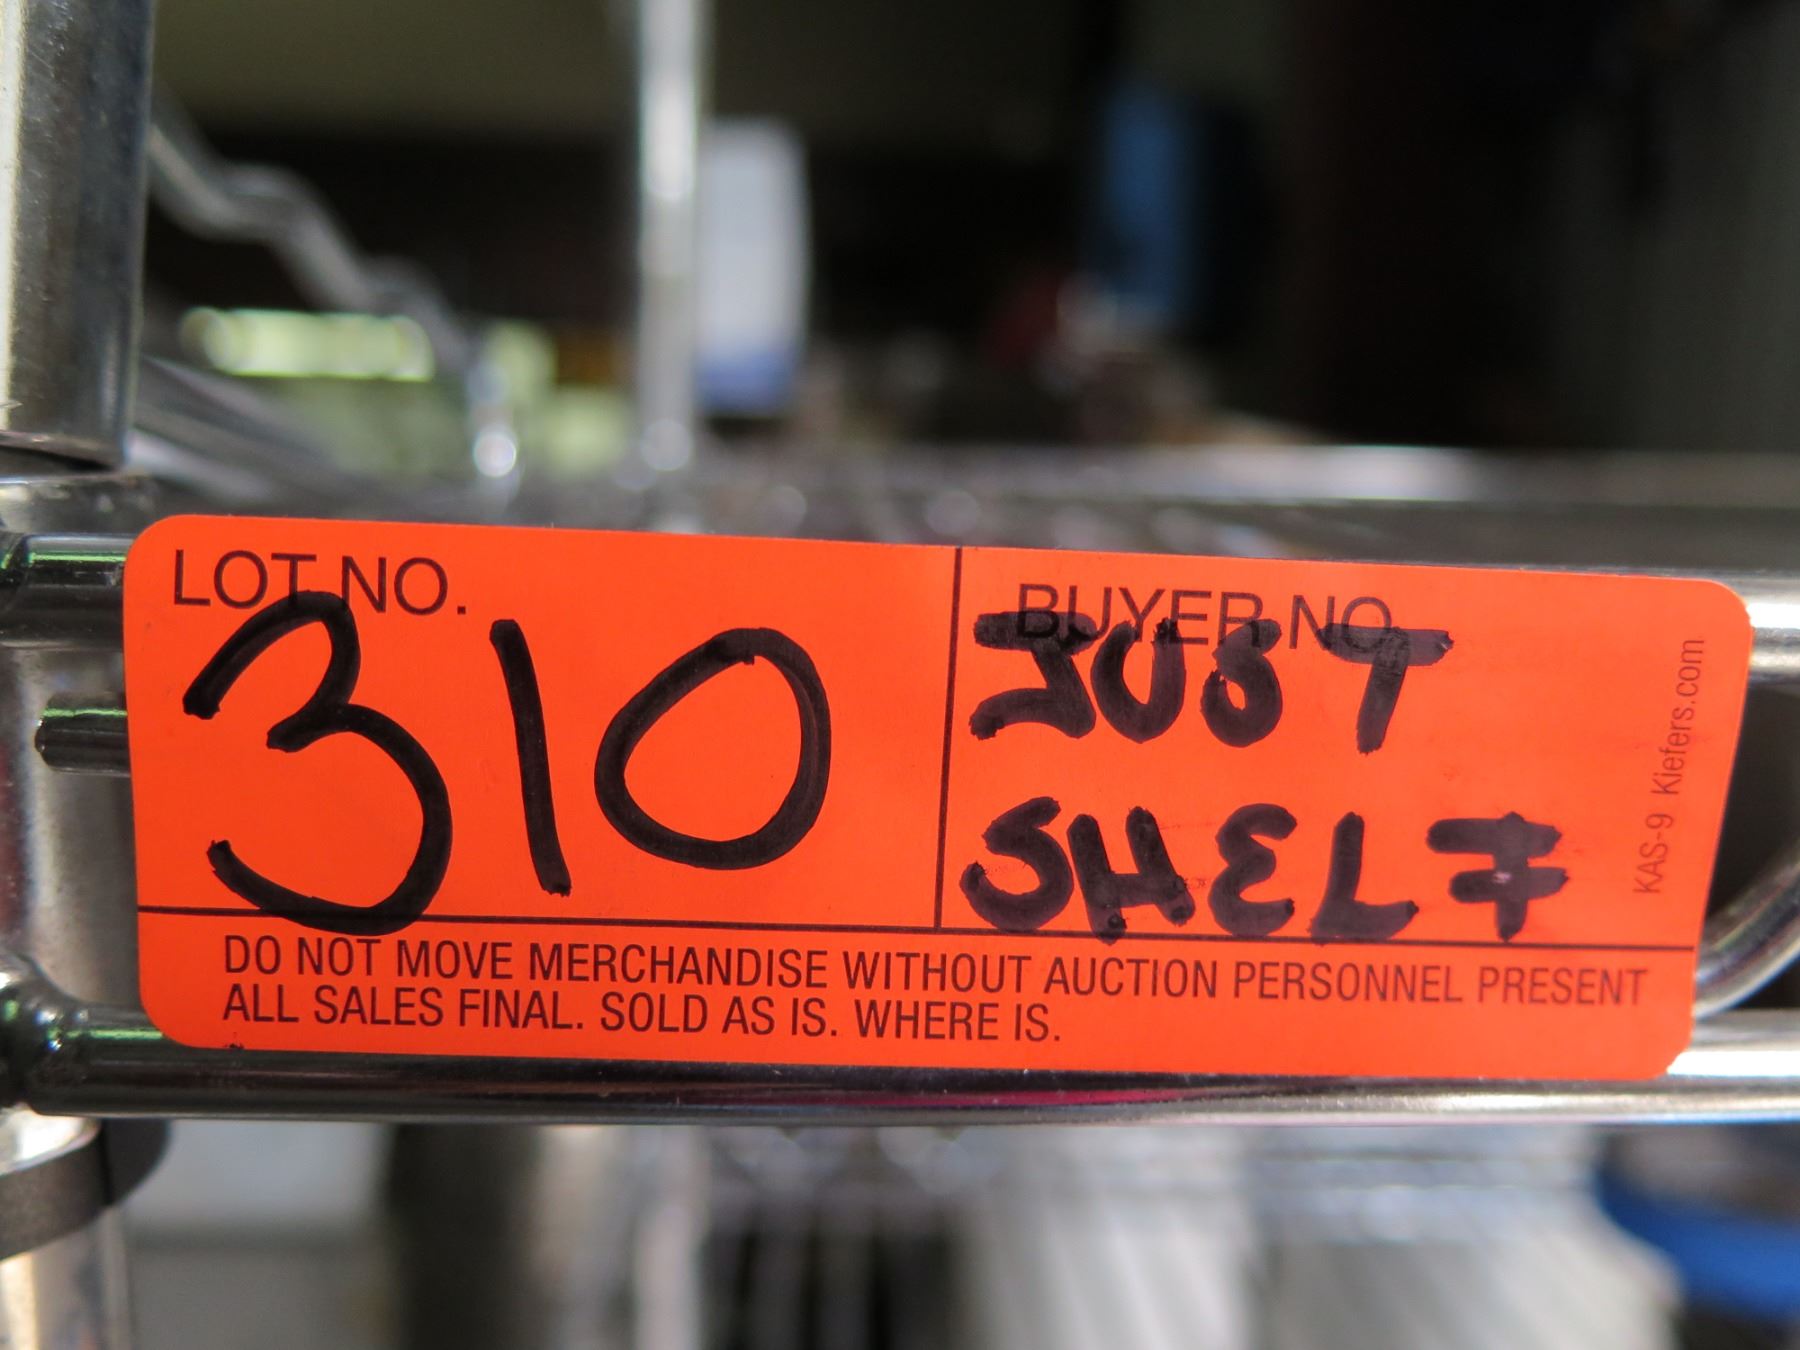 LOT NO.
310
BUYER NO.
JUST
SHELF
KAS-9 Kiefers.com
DO NOT MOVE MERCHANDISE WITHOUT AUCTION PERSONNEL PRESENT
ALL SALES FINAL. SOLD AS IS. WHERE IS.